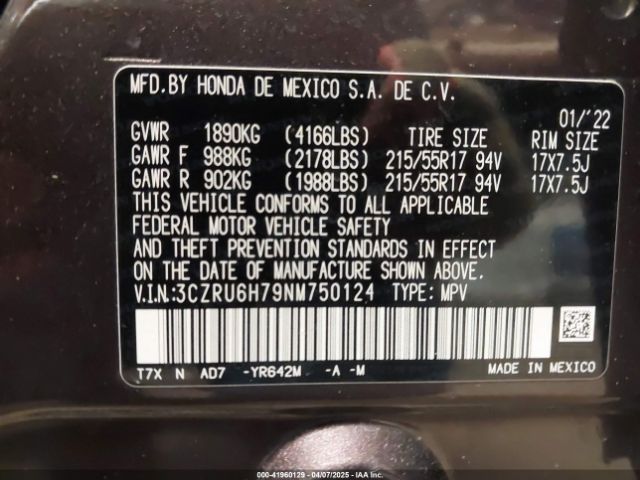 MFD.BY HONDA DE MEXICO S.A. DE C.V.
01/'22
GVWR 1890KG (4166LBS) TIRE SIZE RIM SIZE
GAWR F 988KG (2178LBS) 215/55R17 94V 17X7.5J
GAWR R 902KG (1988LBS) 215/55R17 94V 17X7.5J
THIS VEHICLE CONFORMS TO ALL APPLICABLE
FEDERAL MOTOR VEHICLE SAFETY
AND THEFT PREVENTION STANDARDS IN EFFECT
ON THE DATE OF MANUFACTURE SHOWN ABOVE.
V.I.N.:3CZRU6H79NM750124 TYPE: MPV
T7X N AD7 -YR642M -A -M MADE IN MEXICO
000-41960129 - 04/07/2025 - IAA Inc.